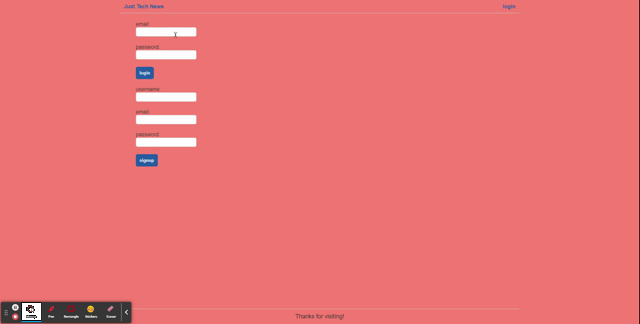 Just Tech News
login
email:
password:
login
username:
email:
password:
signup
Thanks for visiting!
Pen
Rectangle
Stickers
Eraser